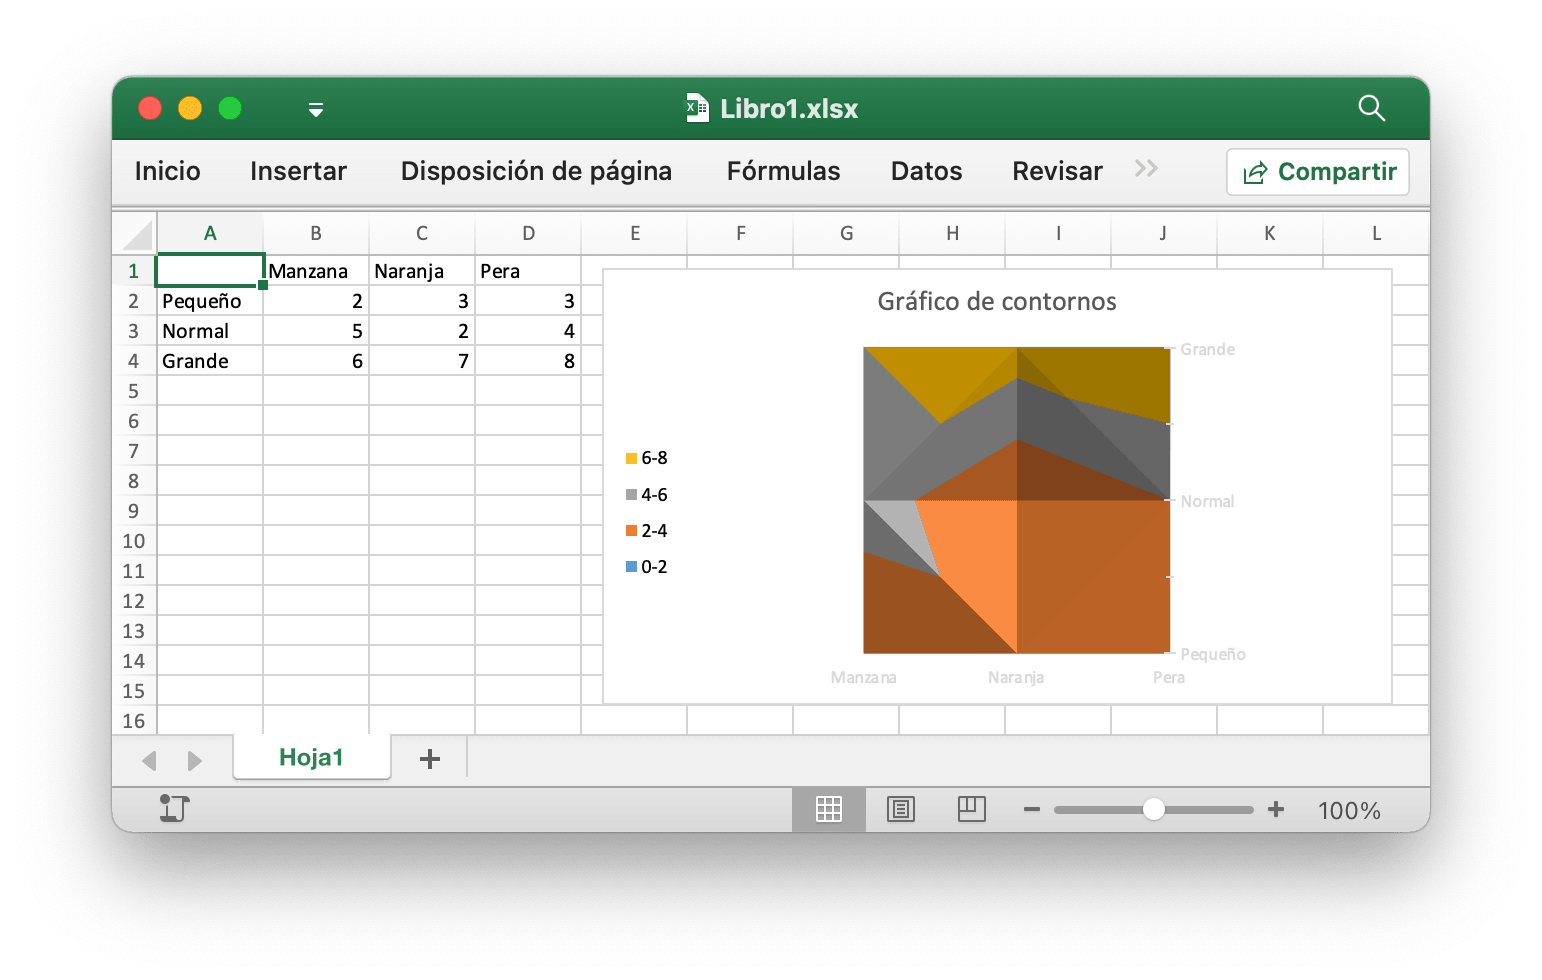 Libro1.xlsx
Inicio Insertar Disposición de página Fórmulas Datos Revisar Compartir
A B C D E F G H I J K L
1 Manzana Naranja Pera
2 Pequeño 2 3 3
3 Normal 5 2 4
4 Grande 6 7 8
5
6
7
8
9
10
11
12
13
14
15
16
Gráfico de contornos
6-8
4-6
2-4
0-2
Grande
Normal
Pequeño
Manzana Naranja Pera
Hoja1
100%